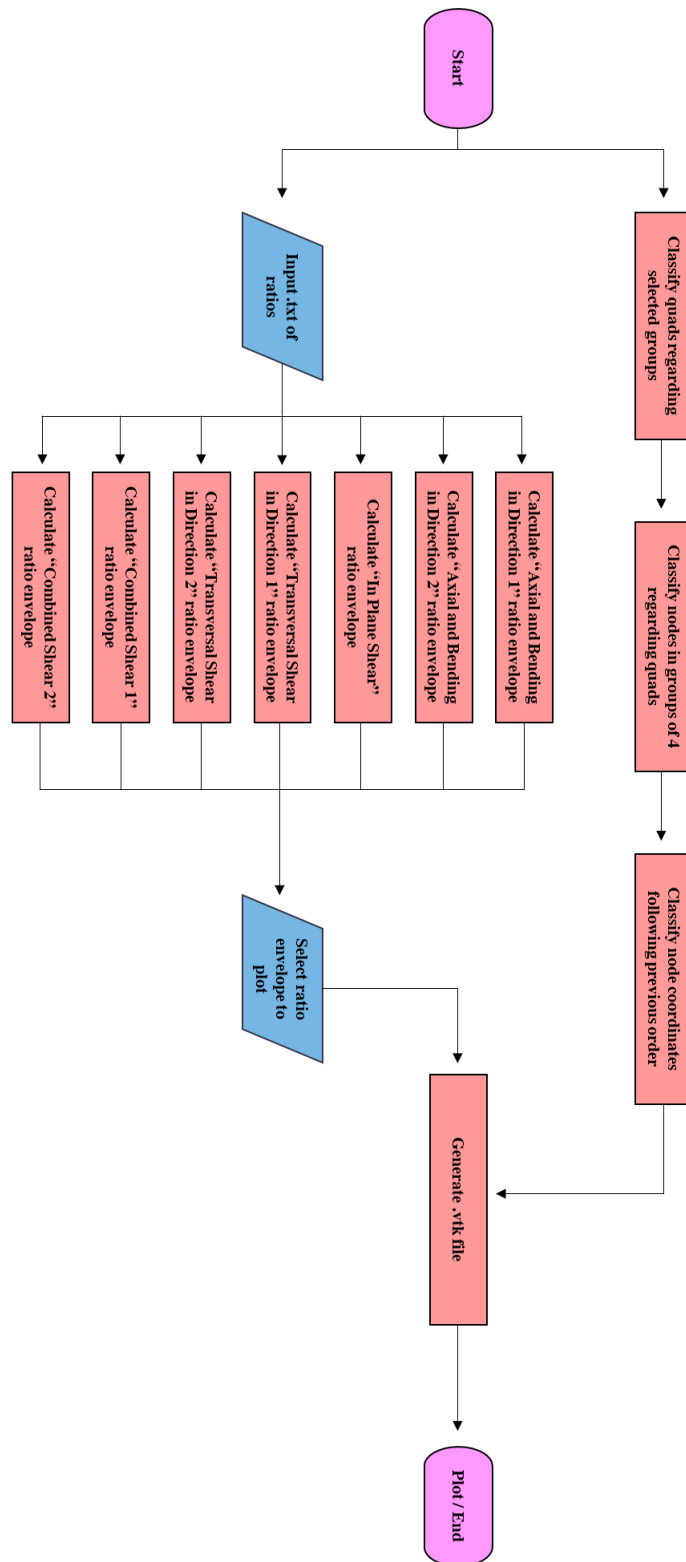 Start
Classify quads regarding
selected groups
Classify nodes in groups of 4
regarding quads
Classify node coordinates
following previous order
Input .txt of
ratios
Calculate “Axial and Bending
in Direction 1” ratio envelope
Calculate “Axial and Bending
in Direction 2” ratio envelope
Calculate “In Plane Shear”
ratio envelope
Calculate “Transversal Shear
in Direction 1” ratio envelope
Calculate “Transversal Shear
in Direction 2” ratio envelope
Calculate “Combined Shear 1”
ratio envelope
Calculate “Combined Shear 2”
ratio envelope
Select ratio
envelope to
plot
Generate .vtk file
Plot / End